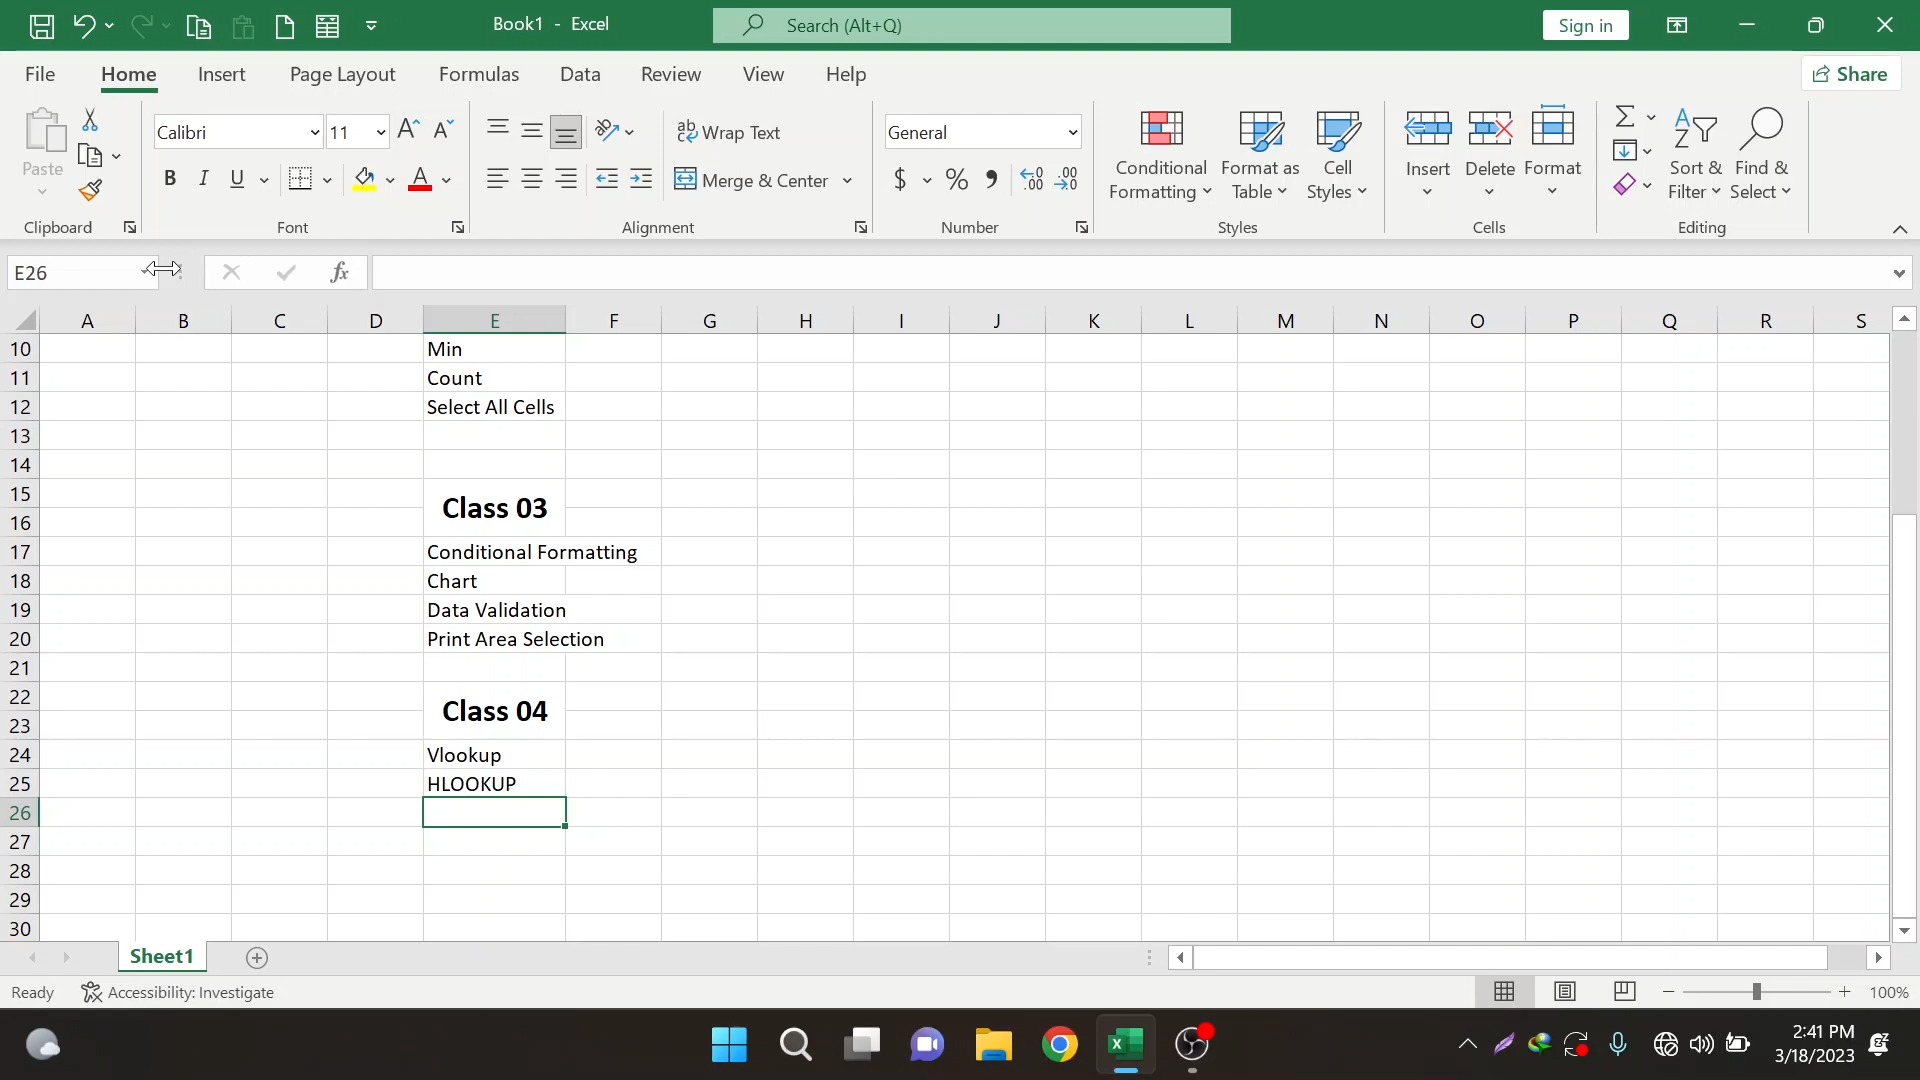 Book1 - Excel
Search (Alt+Q)
Sign in
File Home Insert Page Layout Formulas Data Review View Help
Share
Paste
Clipboard
Calibri 11
B I U A
Font
Wrap Text
Merge & Center
Alignment
General
$ % 9
Number
Conditional Formatting
Format as Table
Cell Styles
Styles
Insert Delete Format
Cells
Sort & Filter
Find & Select
Editing
E26
fx
A B C D E F G H I J K L M N O P Q R S
10 Min
11 Count
12 Select All Cells
13
14
15
Class 03
16
17 Conditional Formatting
18 Chart
19 Data Validation
20 Print Area Selection
21
22
Class 04
23
24 Vlookup
25 HLOOKUP
26
27
28
29
30
Sheet1
Ready Accessibility: Investigate
100%
2:41 PM
3/18/2023